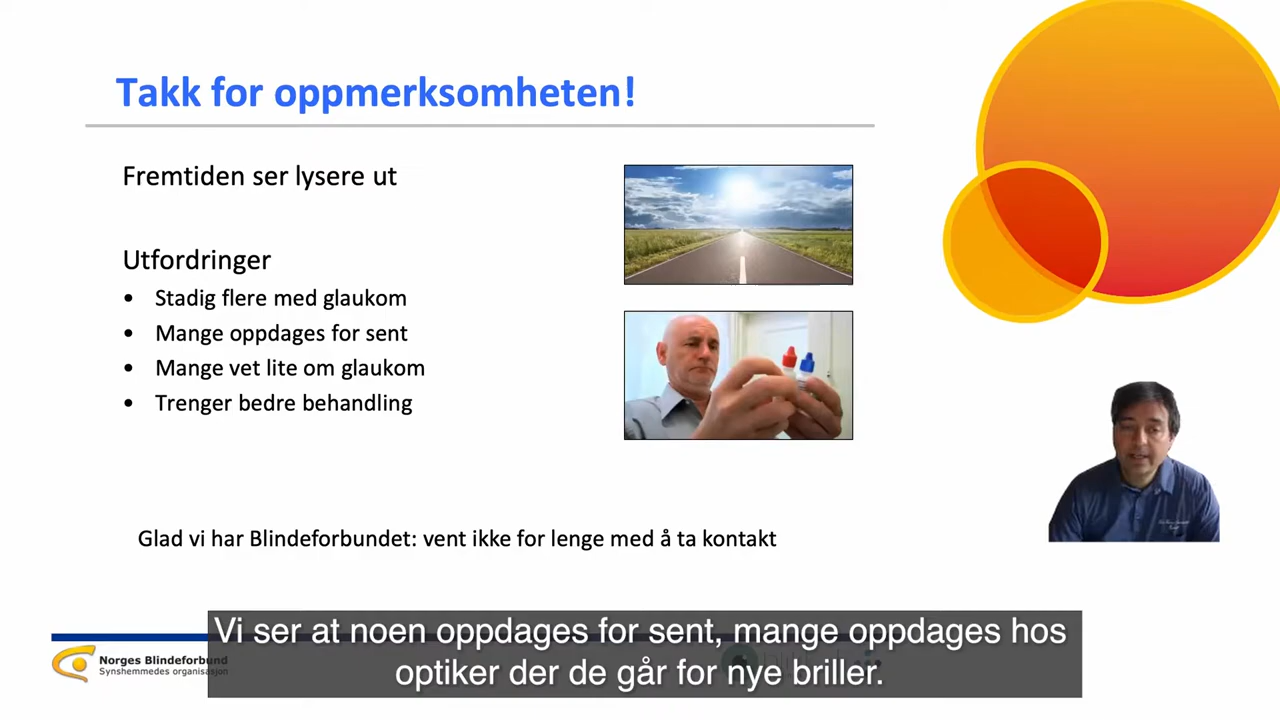 Takk for oppmerksomheten!
Fremtiden ser lysere ut
Utfordringer
• Stadig flere med glaukom
• Mange oppdages for sent
• Mange vet lite om glaukom
• Trenger bedre behandling
Glad vi har Blindeforbundet: vent ikke for lenge med å ta kontakt
Vi ser at noen oppdages for sent, mange oppdages hos
optiker der de går for nye briller.
Norges Blindeforbund
Synshemmedes organisasjon